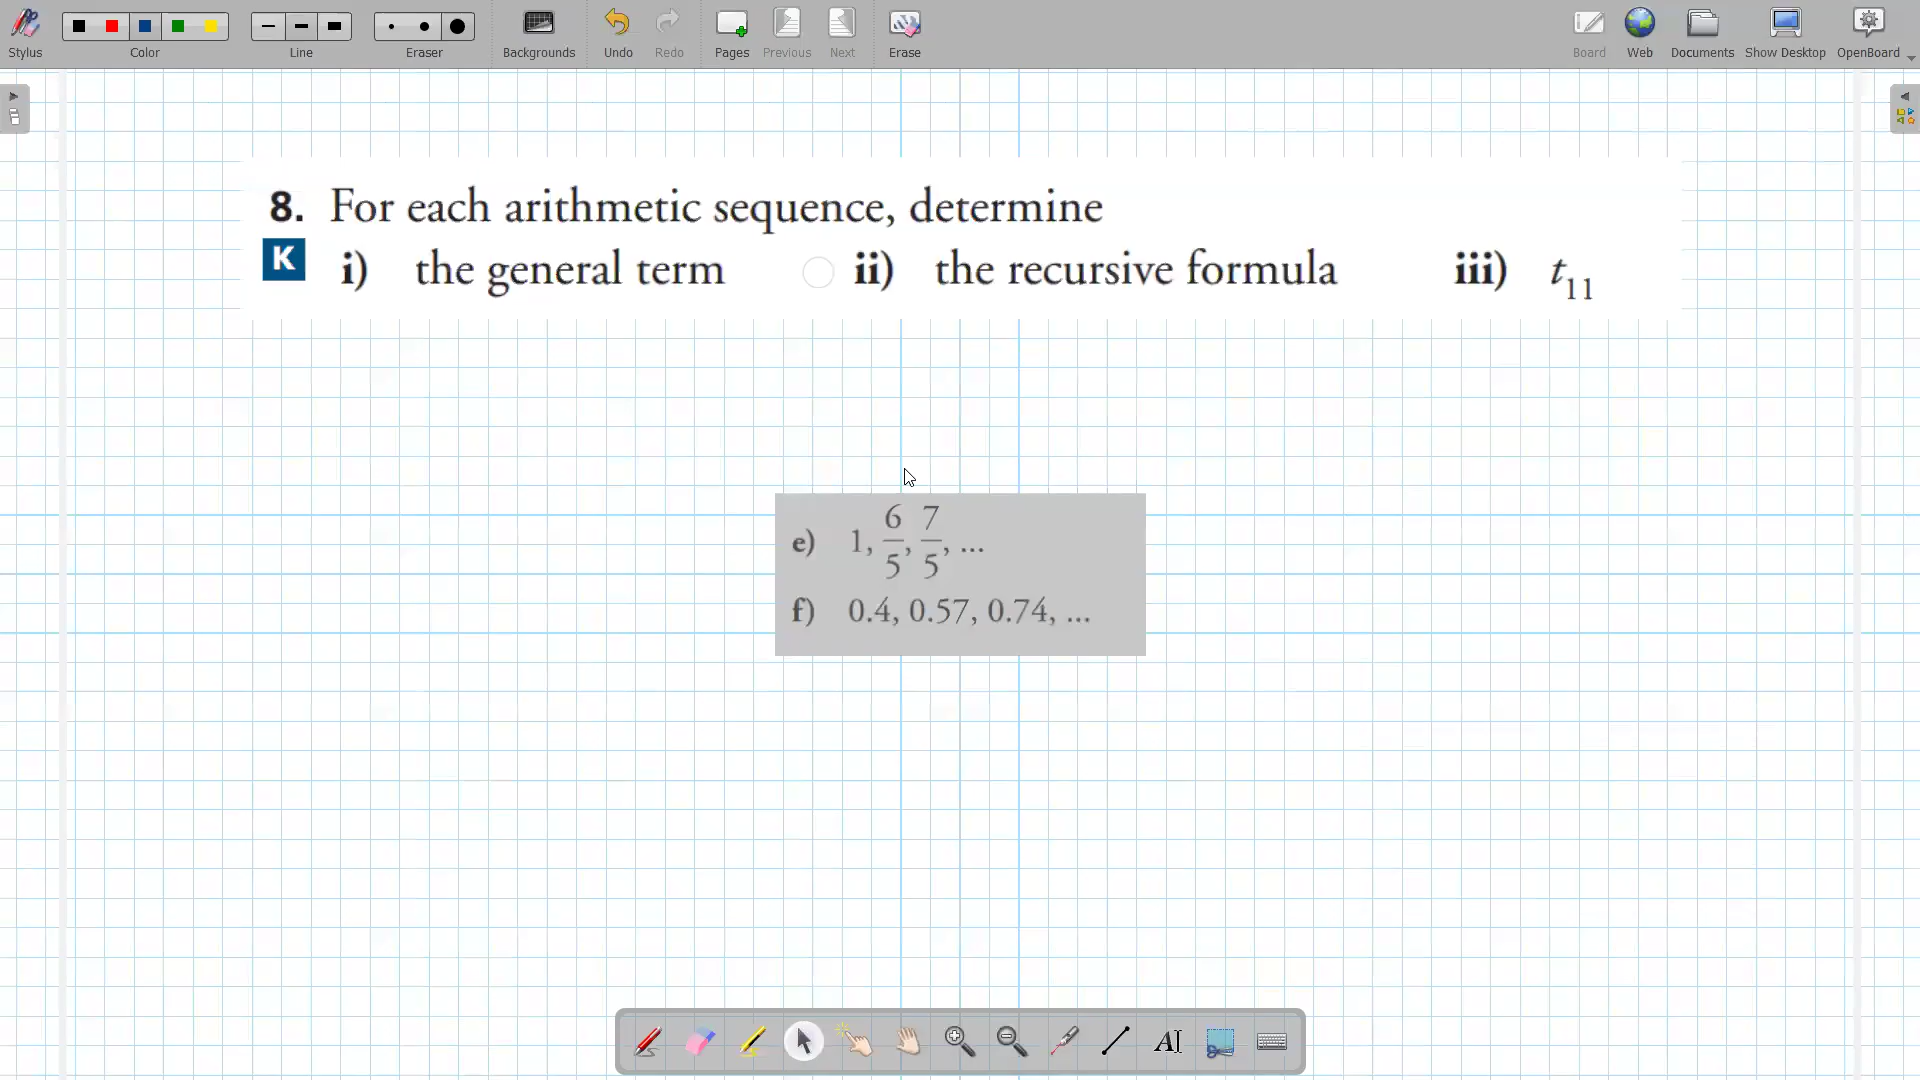 Stylus Color Line Eraser Backgrounds Undo Redo Pages Previous Next Erase Board Web Documents Show Desktop OpenBoard
8. For each arithmetic sequence, determine
K i) the general term ii) the recursive formula iii) t₁₁
e) 1, 6/5, 7/5, ...
f) 0.4, 0.57, 0.74, ...